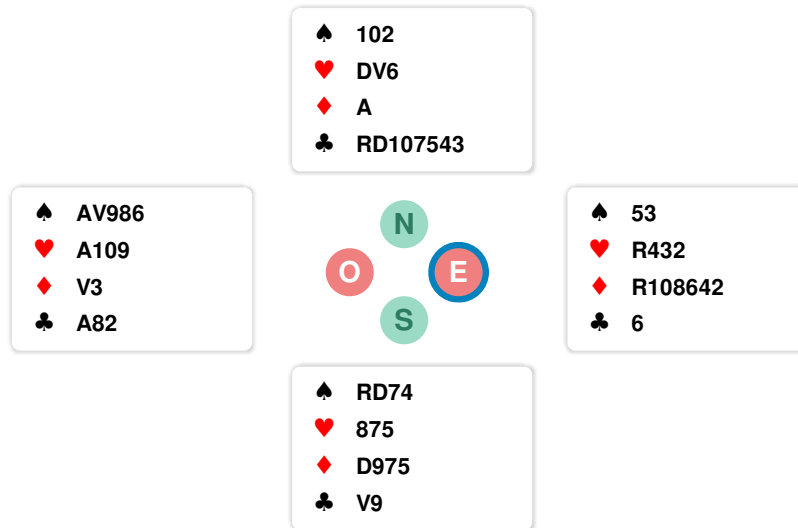 ♠ 102
♥ DV6
♦ A
♣ RD107543
♠ AV986
♥ A109
♦ V3
♣ A82
N
O
E
S
♠ 53
♥ R432
♦ R108642
♣ 6
♠ RD74
♥ 875
♦ D975
♣ V9